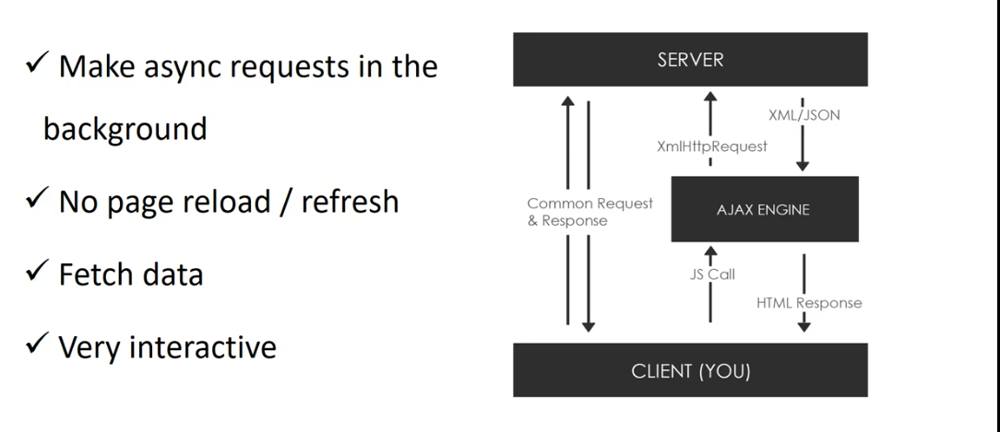 ✓ Make async requests in the
background
✓ No page reload / refresh
✓ Fetch data
✓ Very interactive
SERVER
XML/JSON
XmlHttpRequest
Common Request
& Response
AJAX ENGINE
JS Call
HTML Response
CLIENT (YOU)